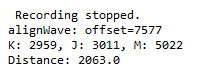 Recording stopped.
alignWave: offset=7577
K: 2959, J: 3011, M: 5022
Distance: 2063.0